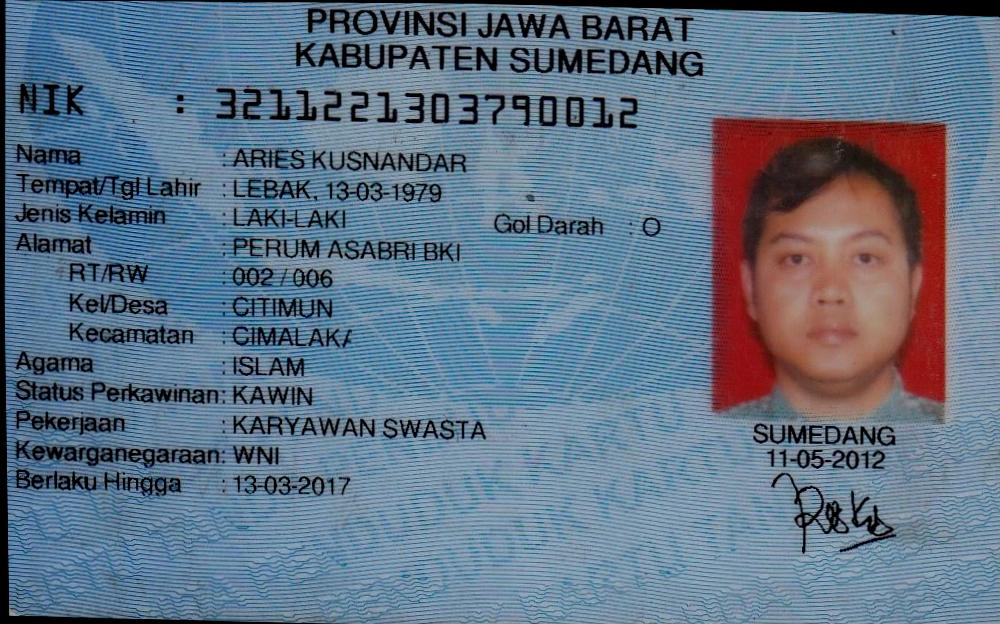 PROVINSI JAWA BARAT
KABUPATEN SUMEDANG
NIK : 3211221303790012
Nama : ARIES KUSNANDAR
Tempat/Tgl Lahir : LEBAK, 13-03-1979
Jenis Kelamin : LAKI-LAKI Gol Darah : O
Alamat : PERUM ASABRI BKI
RT/RW : 002 / 006
Kel/Desa : CITIMUN
Kecamatan : CIMALAKA
Agama : ISLAM
Status Perkawinan: KAWIN
Pekerjaan : KARYAWAN SWASTA
Kewarganegaraan: WNI
Berlaku Hingga : 13-03-2017
SUMEDANG
11-05-2012